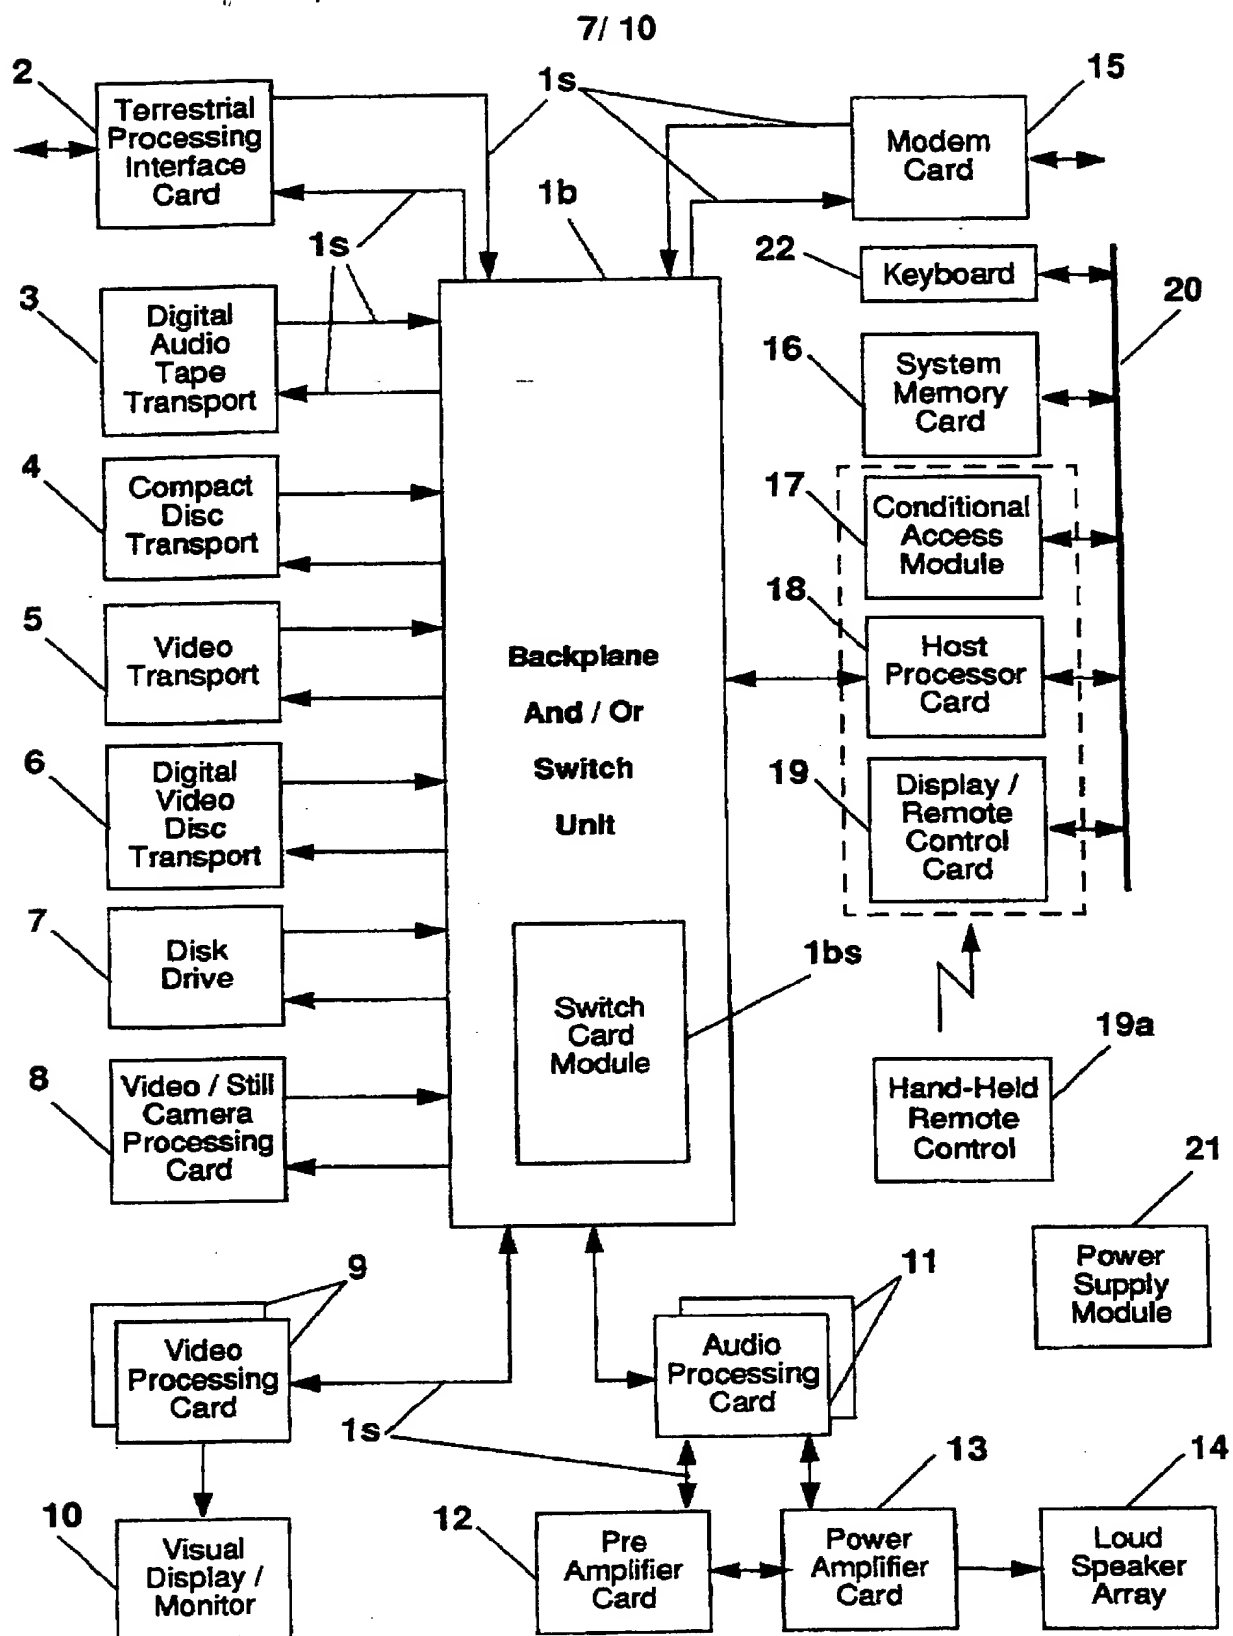 7/ 10
2
Terrestrial
Processing
Interface
Card
1s
15
Modem
Card
1b
1s
22
Keyboard
20
3
Digital
Audio
Tape
Transport
16
System
Memory
Card
4
Compact
Disc
Transport
17
Conditional
Access
Module
5
Video
Transport
18
Host
Processor
Card
Backplane
And / Or
Switch
Unit
6
Digital
Video
Disc
Transport
19
Display /
Remote
Control
Card
7
Disk
Drive
1bs
Switch
Card
Module
19a
Hand-Held
Remote
Control
8
Video / Still
Camera
Processing
Card
21
Power
Supply
Module
9
Video
Processing
Card
11
Audio
Processing
Card
1s
10
Visual
Display /
Monitor
12
Pre
Amplifier
Card
13
Power
Amplifier
Card
14
Loud
Speaker
Array